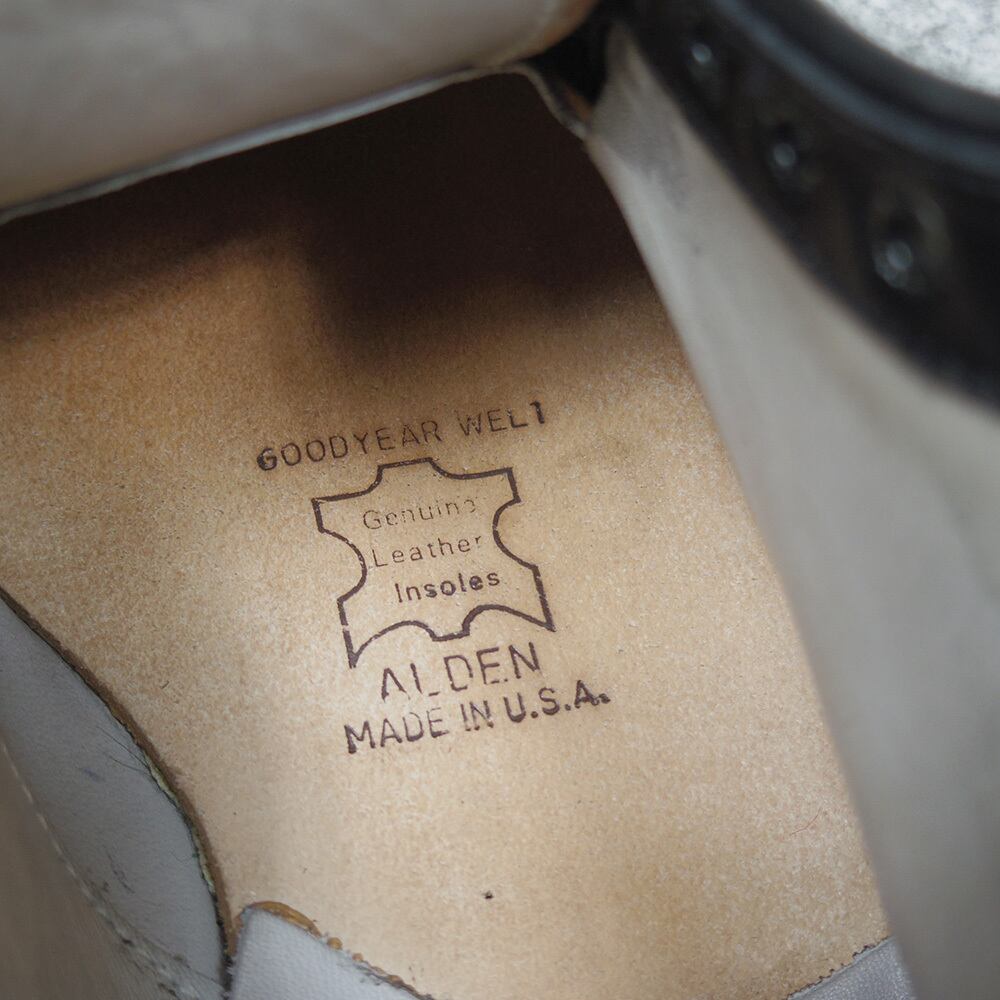 GOODYEAR WELT
Genuine
Leather
Insoles
ALDEN
MADE IN U.S.A.